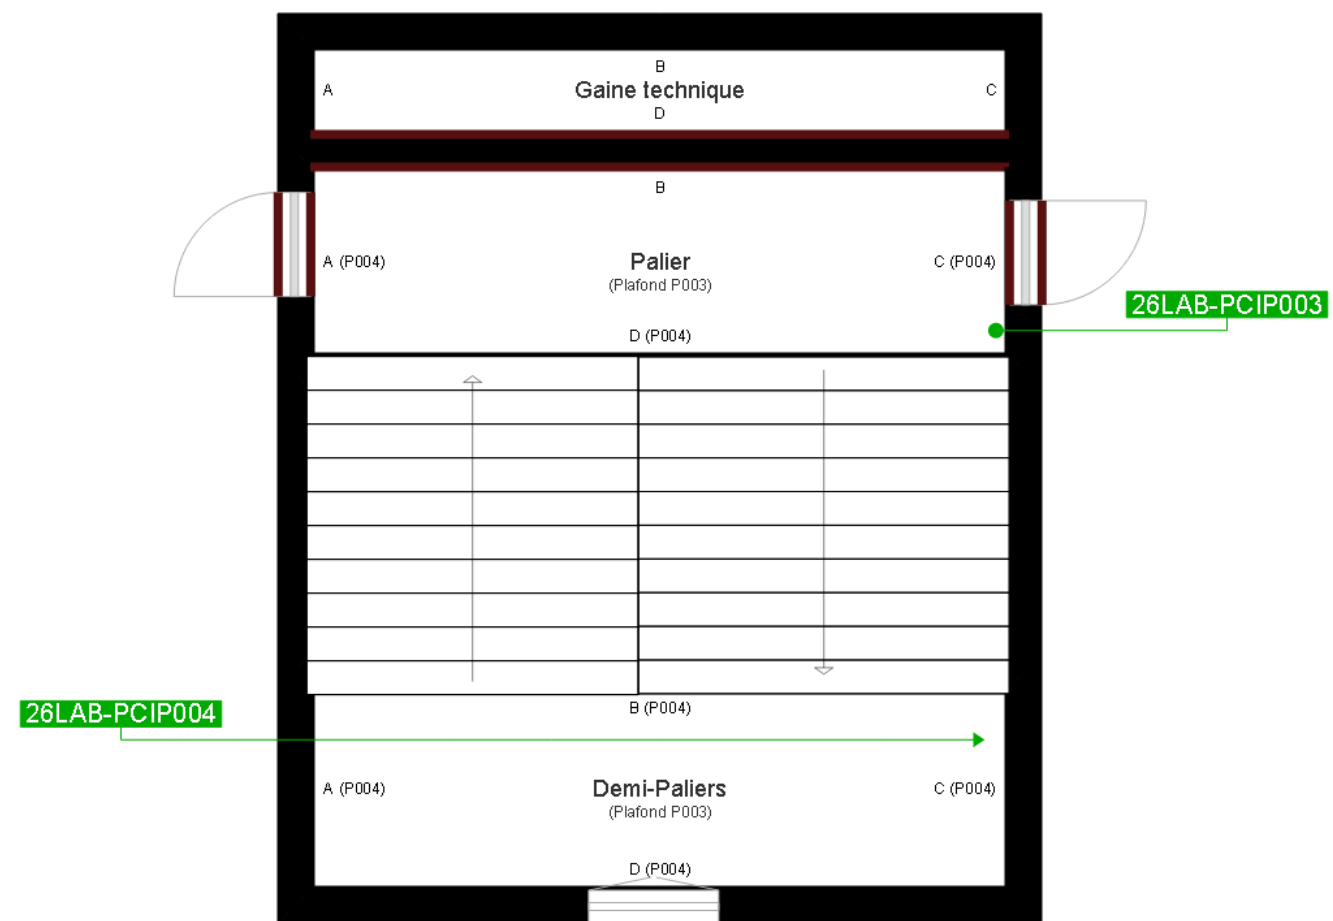 B
A Gaine technique C
D
B
A (P004) Palier C (P004)
(Plafond P003)
26LAB-PCIP003
D (P004)
26LAB-PCIP004
B (P004)
A (P004) Demi-Paliers C (P004)
(Plafond P003)
D (P004)